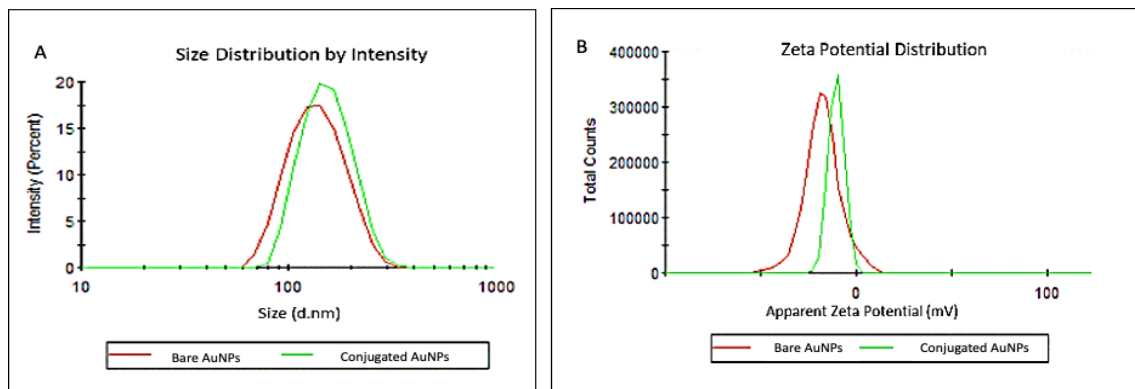 A
Size Distribution by Intensity
Intensity (Percent)
20
15
10
5
0
10
100
1000
Size (d.nm)
Bare AuNPs
Conjugated AuNPs
B
Zeta Potential Distribution
Total Counts
400000
300000
200000
100000
0
0
100
Apparent Zeta Potential (mV)
Bare AuNPs
Conjugated AuNPs